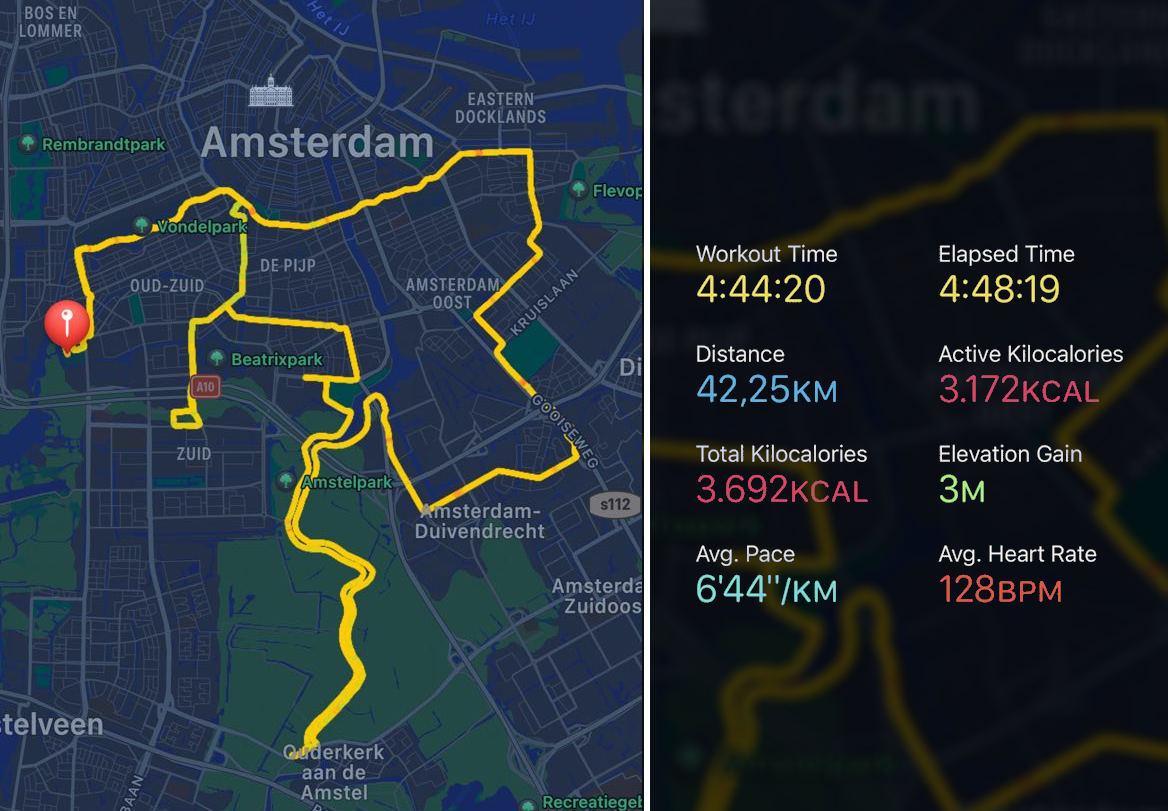 BOS EN
LOMMER
Het IJ
Het IJ
EASTERN
DOCKLANDS
Rembrandtpark
Amsterdam
Vondelpark
DE PIJP
OUD-ZUID
AMSTERDAM
OOST
KRUISLAAN
Beatrixpark
A10
GOOISEWEG
ZUID
Amstelpark
s112
Amsterdam-
Duivendrecht
Amsterda
Zuidoos
stelveen
Ouderkerk
aan de
Amstel
BAAN
Recreatiegeb
Flevop
Di
sterdam
Workout Time
4:44:20
Elapsed Time
4:48:19
Distance
42,25KM
Active Kilocalories
3.172KCAL
Total Kilocalories
3.692KCAL
Elevation Gain
3M
Avg. Pace
6'44''/KM
Avg. Heart Rate
128BPM